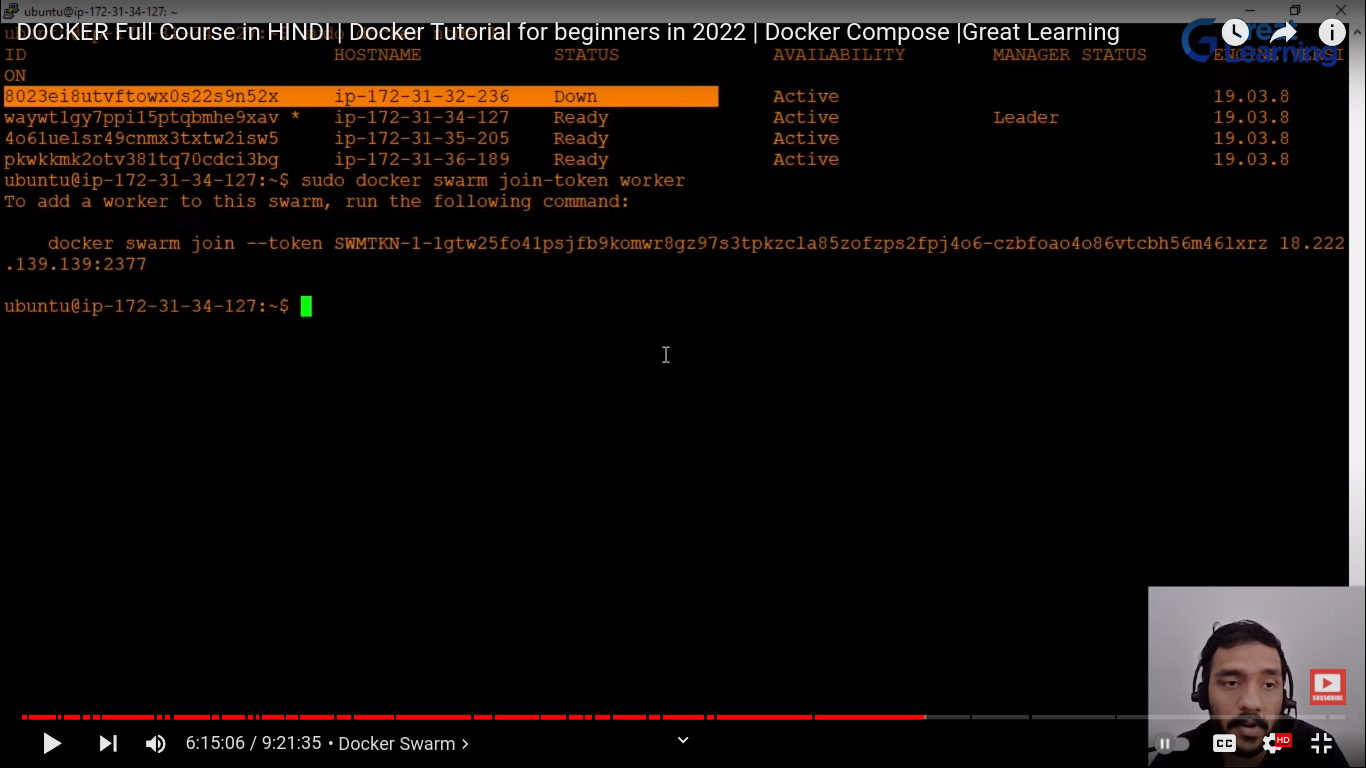 ubuntu@ip-172-31-34-127: ~
DOCKER Full Course in HINDI | Docker Tutorial for beginners in 2022 | Docker Compose |Great Learning
Great Learning
ID HOSTNAME STATUS AVAILABILITY MANAGER STATUS ENGINE VERSI
ON
8023ei8utvftowx0s22s9n52x ip-172-31-32-236 Down Active 19.03.8
waywt1gy7ppi15ptqbmhe9xav * ip-172-31-34-127 Ready Active Leader 19.03.8
4o6luelsr49cnmx3txtw2isw5 ip-172-31-35-205 Ready Active 19.03.8
pkwkkmk2otv381tq70cdci3bg ip-172-31-36-189 Ready Active 19.03.8
ubuntu@ip-172-31-34-127:~$ sudo docker swarm join-token worker
To add a worker to this swarm, run the following command:
docker swarm join --token SWMTKN-1-1gtw25fo41psjfb9komwr8gz97s3tpkzcla85zofzps2fpj4o6-czbfoao4o86vtcbh56m46lxrz 18.222
.139.139:2377
ubuntu@ip-172-31-34-127:~$
SUBSCRIBE
6:15:06 / 9:21:35 • Docker Swarm >
CC
HD